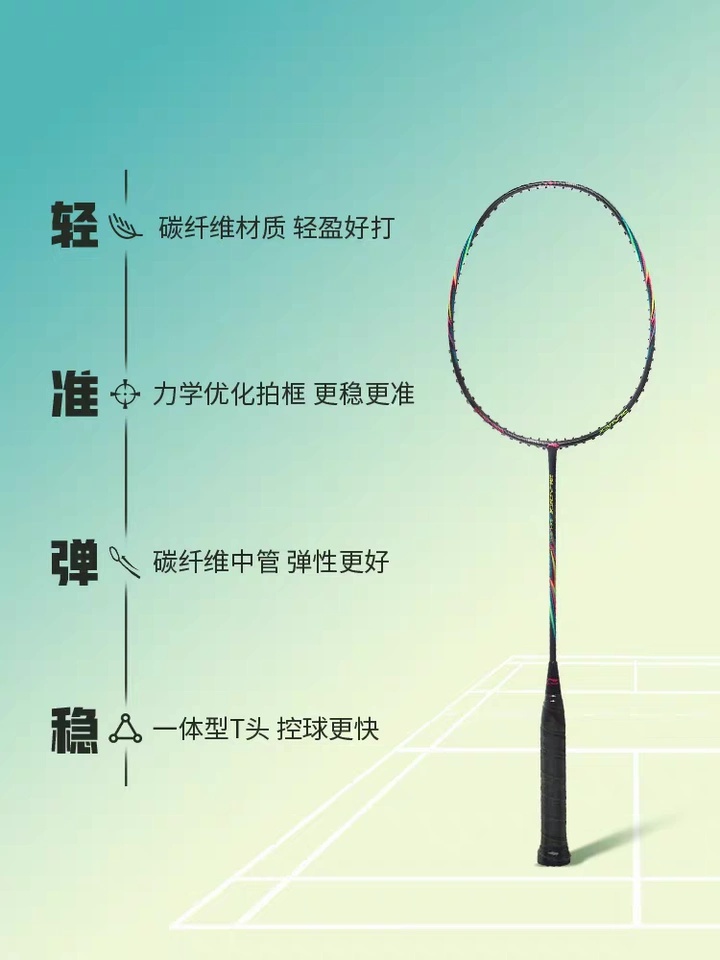 轻 碳纤维材质 轻盈好打
准 力学优化拍框 更稳更准
弹 碳纤维中管 弹性更好
稳 一体型T头 控球更快